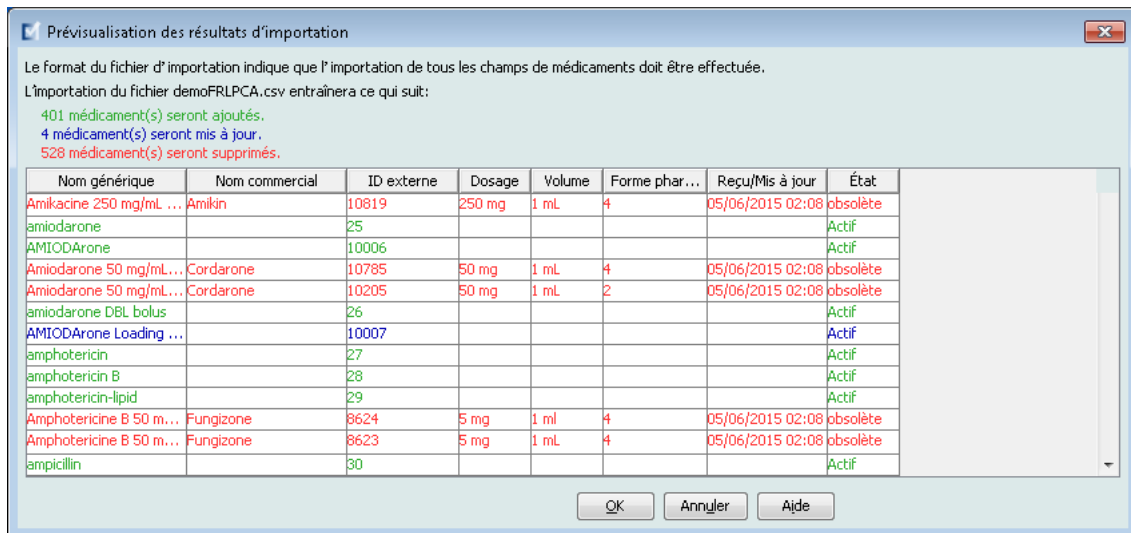 Prévisualisation des résultats d'importation
Le format du fichier d'importation indique que l'importation de tous les champs de médicaments doit être effectuée.
L'importation du fichier demoFRLPCA.csv entraînera ce qui suit:
401 médicament(s) seront ajoutés.
4 médicament(s) seront mis à jour.
528 médicament(s) seront supprimés.
Nom générique Nom commercial ID externe Dosage Volume Forme phar... Reçu/Mis à jour État
Amikacine 250 mg/mL ... Amikin 10819 250 mg 1 mL 4 05/06/2015 02:08 obsolète
amiodarone 25 Actif
AMIODArone 10006 Actif
Amiodarone 50 mg/mL... Cordarone 10785 50 mg 1 mL 4 05/06/2015 02:08 obsolète
Amiodarone 50 mg/mL... Cordarone 10205 50 mg 1 mL 2 05/06/2015 02:08 obsolète
amiodarone DBL bolus 26 Actif
AMIODArone Loading ... 10007 Actif
amphotericin 27 Actif
amphotericin B 28 Actif
amphotericin-lipid 29 Actif
Amphotericine B 50 m... Fungizone 8624 5 mg 1 ml 4 05/06/2015 02:08 obsolète
Amphotericine B 50 m... Fungizone 8623 5 mg 1 mL 4 05/06/2015 02:08 obsolète
ampicillin 30 Actif
OK Annuler Aide